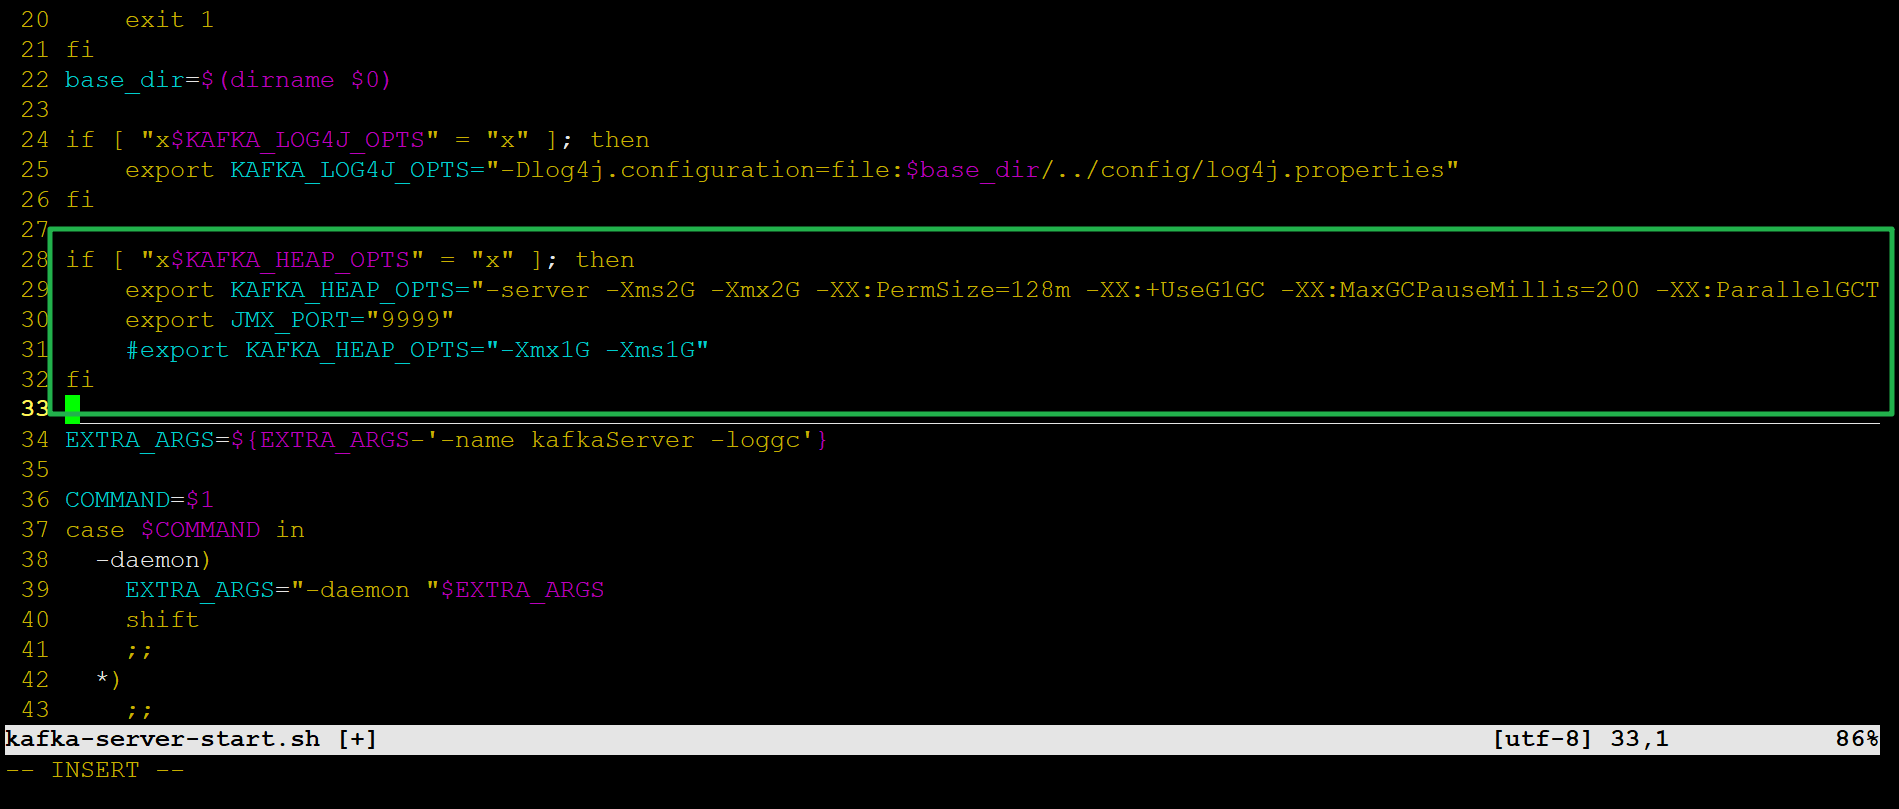 20     exit 1
21 fi
22 base_dir=$(dirname $0)
23
24 if [ "x$KAFKA_LOG4J_OPTS" = "x" ]; then
25     export KAFKA_LOG4J_OPTS="-Dlog4j.configuration=file:$base_dir/../config/log4j.properties"
26 fi
27
28 if [ "x$KAFKA_HEAP_OPTS" = "x" ]; then
29     export KAFKA_HEAP_OPTS="-server -Xms2G -Xmx2G -XX:PermSize=128m -XX:+UseG1GC -XX:MaxGCPauseMillis=200 -XX:ParallelGCT
30     export JMX_PORT="9999"
31     #export KAFKA_HEAP_OPTS="-Xmx1G -Xms1G"
32 fi
33
34 EXTRA_ARGS=${EXTRA_ARGS-'-name kafkaServer -loggc'}
35
36 COMMAND=$1
37 case $COMMAND in
38   -daemon)
39     EXTRA_ARGS="-daemon "$EXTRA_ARGS
40     shift
41     ;;
42   *)
43     ;;
kafka-server-start.sh [+] [utf-8] 33,1 86%
-- INSERT --